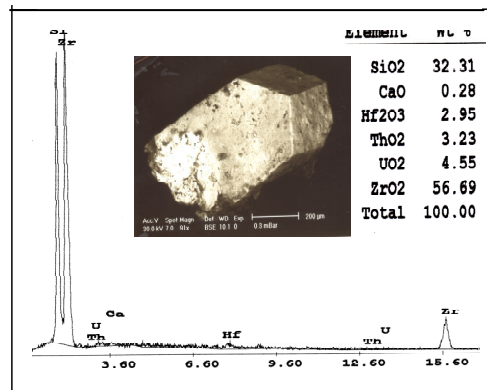 Element Wt %
SiO2 32.31
CaO 0.28
Hf2O3 2.95
ThO2 3.23
UO2 4.55
ZrO2 56.69
Total 100.00
Si
Zr
Acc.V Spot Magn Det WD Exp
30.0 kV 7.0 91x BSE 10.1 0 0.3 mBar
200 µm
Ca
U
Th
Hf
U
Th
Zr
3.60 6.60 9.60 12.60 15.60